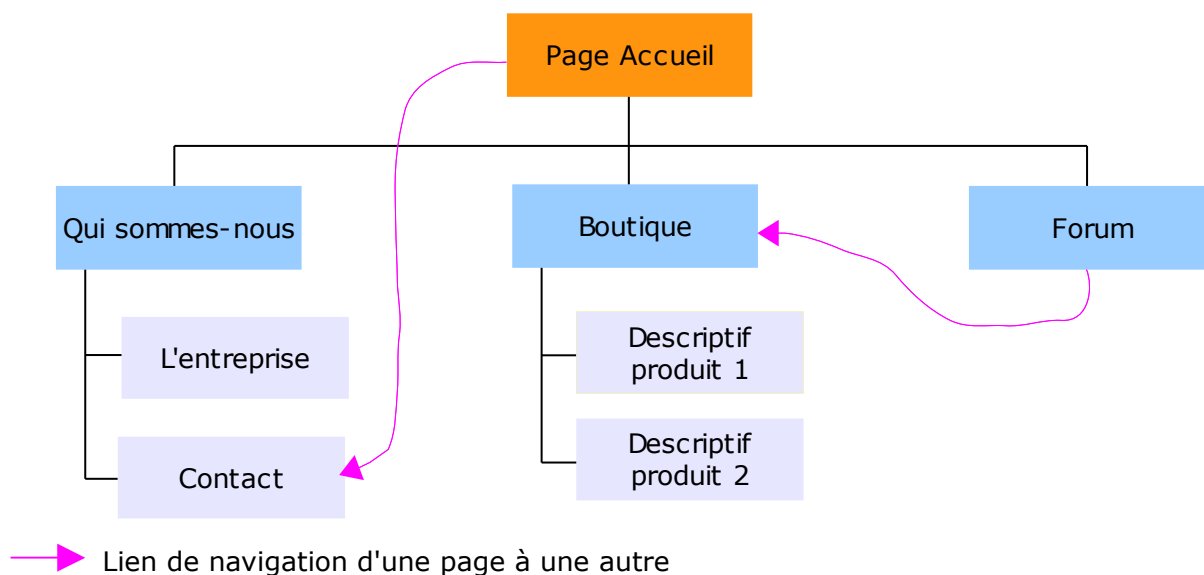 Page Accueil
Qui sommes-nous
Boutique
Forum
L'entreprise
Descriptif
produit 1
Contact
Descriptif
produit 2
Lien de navigation d'une page à une autre